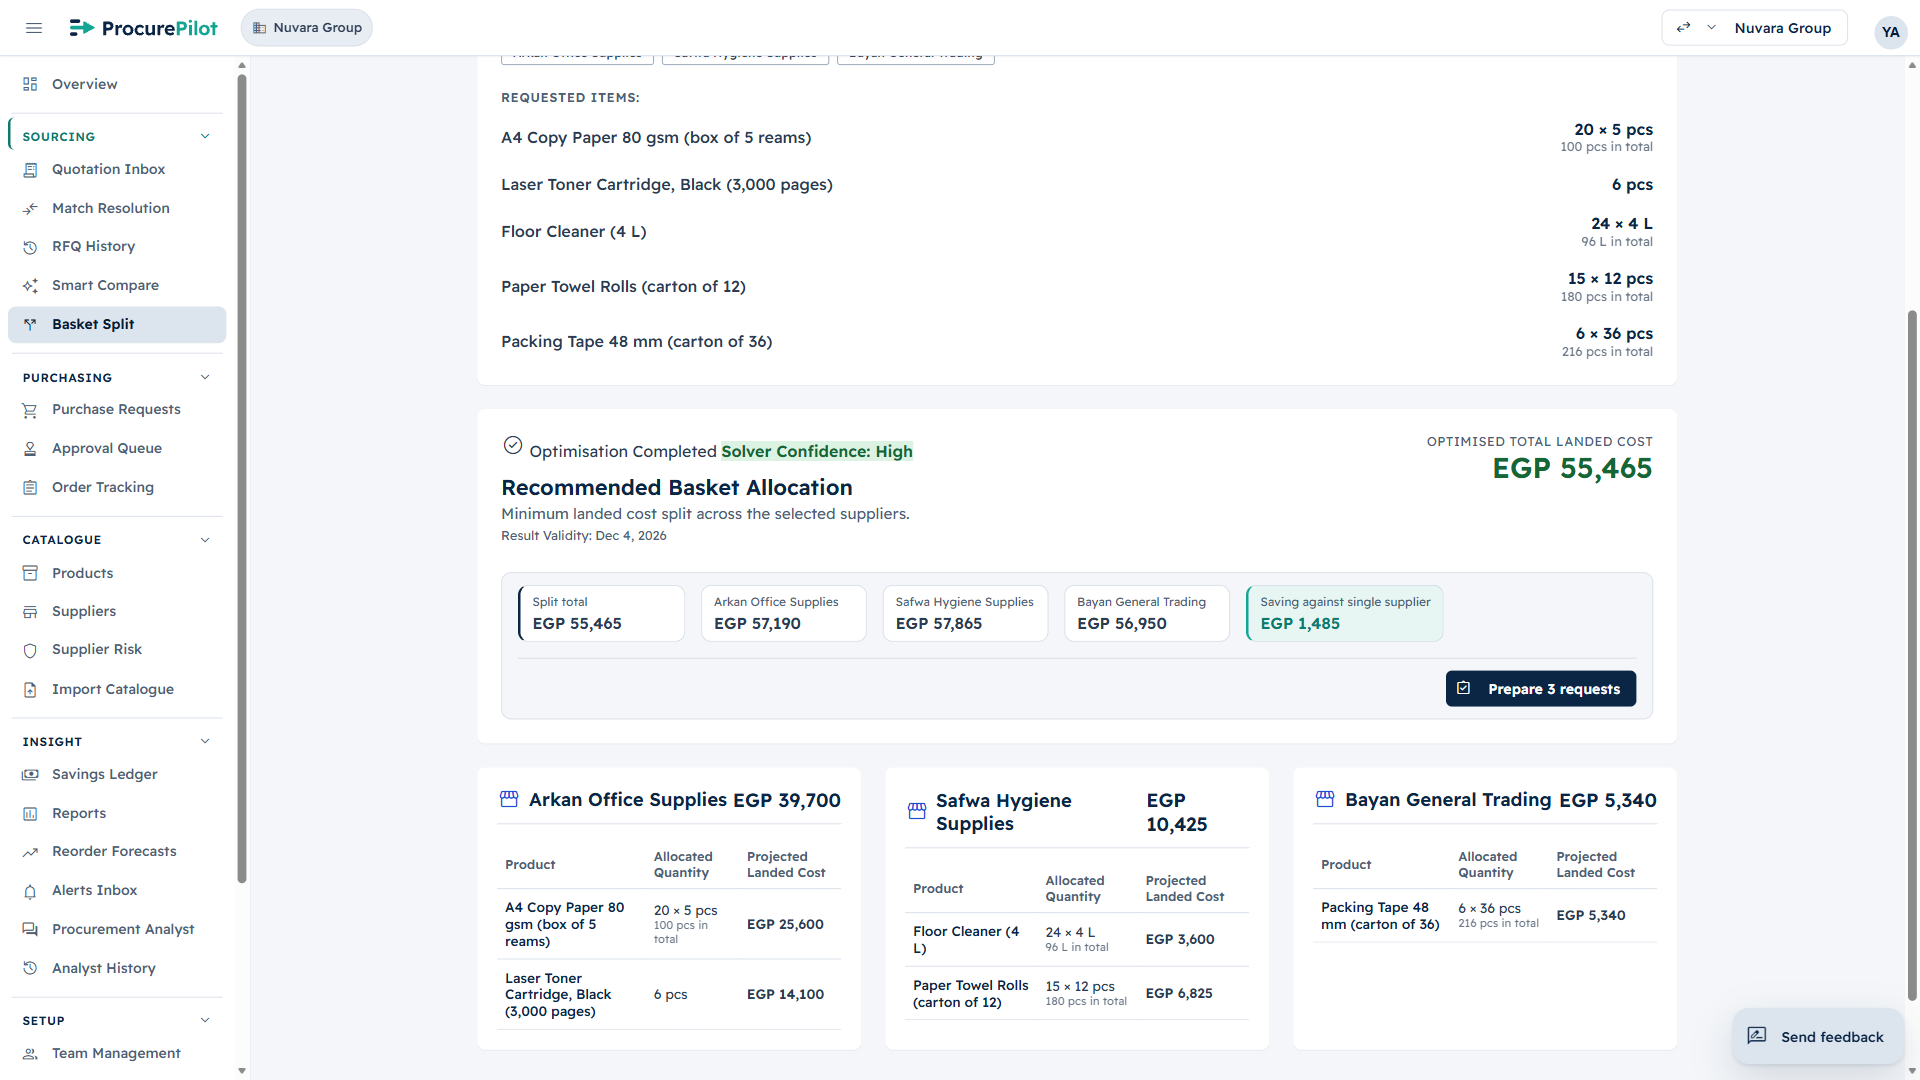 ProcurePilot
Nuvara Group
Nuvara Group
YA
Overview
SOURCING
Quotation Inbox
Match Resolution
RFQ History
Smart Compare
Basket Split
PURCHASING
Purchase Requests
Approval Queue
Order Tracking
CATALOGUE
Products
Suppliers
Supplier Risk
Import Catalogue
INSIGHT
Savings Ledger
Reports
Reorder Forecasts
Alerts Inbox
Procurement Analyst
Analyst History
SETUP
Team Management
Arkan Office Supplies
Safwa Hygiene Supplies
Bayan General Trading
REQUESTED ITEMS:
A4 Copy Paper 80 gsm (box of 5 reams)
20 × 5 pcs
100 pcs in total
Laser Toner Cartridge, Black (3,000 pages)
6 pcs
Floor Cleaner (4 L)
24 × 4 L
96 L in total
Paper Towel Rolls (carton of 12)
15 × 12 pcs
180 pcs in total
Packing Tape 48 mm (carton of 36)
6 × 36 pcs
216 pcs in total
Optimisation Completed Solver Confidence: High
Recommended Basket Allocation
Minimum landed cost split across the selected suppliers.
Result Validity: Dec 4, 2026
OPTIMISED TOTAL LANDED COST
EGP 55,465
Split total
EGP 55,465
Arkan Office Supplies
EGP 57,190
Safwa Hygiene Supplies
EGP 57,865
Bayan General Trading
EGP 56,950
Saving against single supplier
EGP 1,485
Prepare 3 requests
Arkan Office Supplies EGP 39,700
Product
Allocated
Quantity
Projected
Landed Cost
A4 Copy Paper 80
gsm (box of 5
reams)
20 × 5 pcs
100 pcs in
total
EGP 25,600
Laser Toner
Cartridge, Black
(3,000 pages)
6 pcs
EGP 14,100
Safwa Hygiene
Supplies
EGP
10,425
Product
Allocated
Quantity
Projected
Landed Cost
Floor Cleaner (4
L)
24 × 4 L
96 L in total
EGP 3,600
Paper Towel Rolls
(carton of 12)
15 × 12 pcs
180 pcs in total
EGP 6,825
Bayan General Trading EGP 5,340
Product
Allocated
Quantity
Projected
Landed Cost
Packing Tape 48
mm (carton of 36)
6 × 36 pcs
216 pcs in total
EGP 5,340
Send feedback